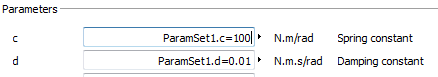 Parameters
c ParamSet1.c=100 N.m/rad Spring constant
d ParamSet1.d=0.01 N.m.s/rad Damping constant